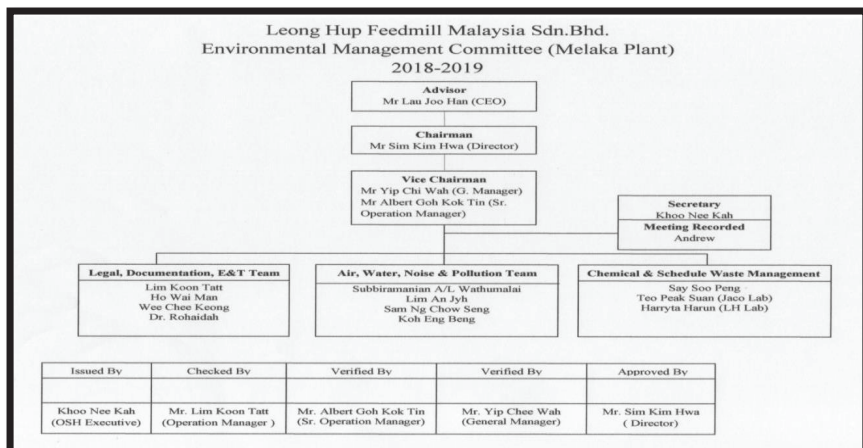 Leong Hup Feedmill Malaysia Sdn.Bhd.
Environmental Management Committee (Melaka Plant)
2018-2019
Advisor
Mr Lau Joo Han (CEO)
Chairman
Mr Sim Kim Hwa (Director)
Vice Chairman
Mr Yip Chi Wah (G. Manager)
Mr Albert Goh Kok Tin (Sr.
Operation Manager)
Secretary
Khoo Nee Kah
Meeting Recorded
Andrew
Legal, Documentation, E&T Team
Lim Koon Tatt
Ho Wai Man
Wee Chee Keong
Dr. Rohaidah
Air, Water, Noise & Pollution Team
Subbiramanian A/L Wathumalai
Lim An Jyh
Sam Ng Chow Seng
Koh Eng Beng
Chemical & Schedule Waste Management
Say Soo Peng
Teo Peak Suan (Jaco Lab)
Harryta Harun (LH Lab)
Issued By
Checked By
Verified By
Verified By
Approved By
Khoo Nee Kah
(OSH Executive)
Mr. Lim Koon Tatt
(Operation Manager )
Mr. Albert Goh Kok Tin
(Sr. Operation Manager)
Mr. Yip Chee Wah
(General Manager)
Mr. Sim Kim Hwa
( Director)